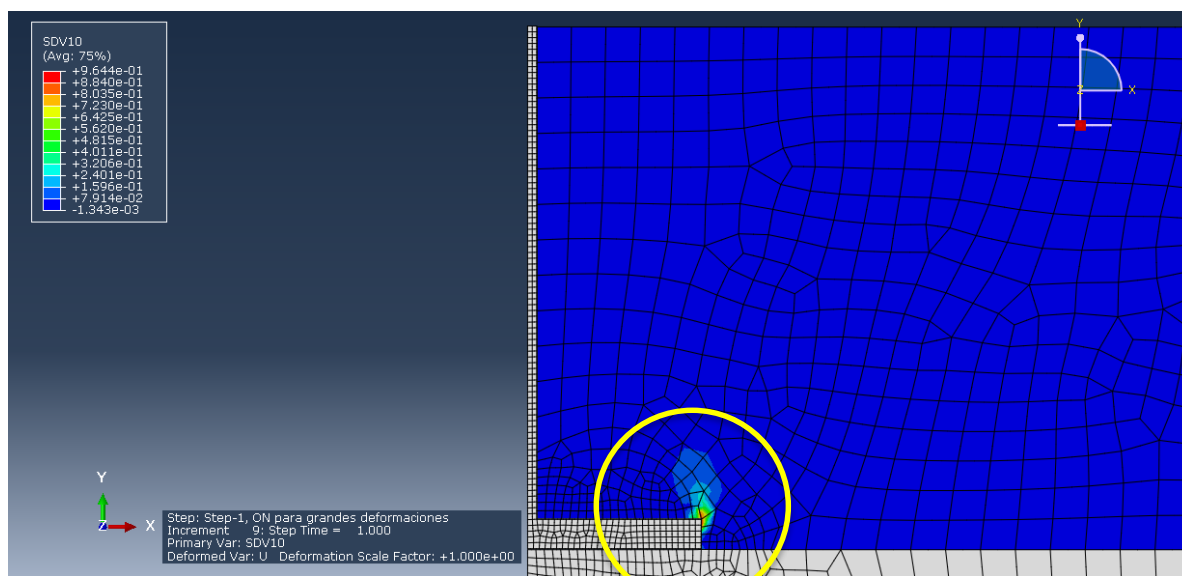 SDV10
(Avg: 75%)
+9.644e-01
+8.840e-01
+8.035e-01
+7.230e-01
+6.425e-01
+5.620e-01
+4.815e-01
+4.011e-01
+3.206e-01
+2.401e-01
+1.596e-01
+7.914e-02
-1.343e-03
Y
Z
X
Y
Z
X
Step: Step-1, ON para grandes deformaciones
Increment 9: Step Time = 1.000
Primary Var: SDV10
Deformed Var: U Deformation Scale Factor: +1.000e+00